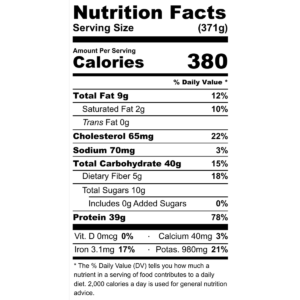 Nutrition Facts
Serving Size (371g)
Amount Per Serving
Calories 380
% Daily Value *
Total Fat 9g 12%
Saturated Fat 2g 10%
Trans Fat 0g
Cholesterol 65mg 22%
Sodium 70mg 3%
Total Carbohydrate 40g 15%
Dietary Fiber 5g 18%
Total Sugars 10g
Includes 0g Added Sugars 0%
Protein 39g 78%
Vit. D 0mcg 0% · Calcium 40mg 3%
Iron 3.1mg 17% · Potas. 980mg 21%
* The % Daily Value (DV) tells you how much a
nutrient in a serving of food contributes to a daily
diet. 2,000 calories a day is used for general nutrition
advice.